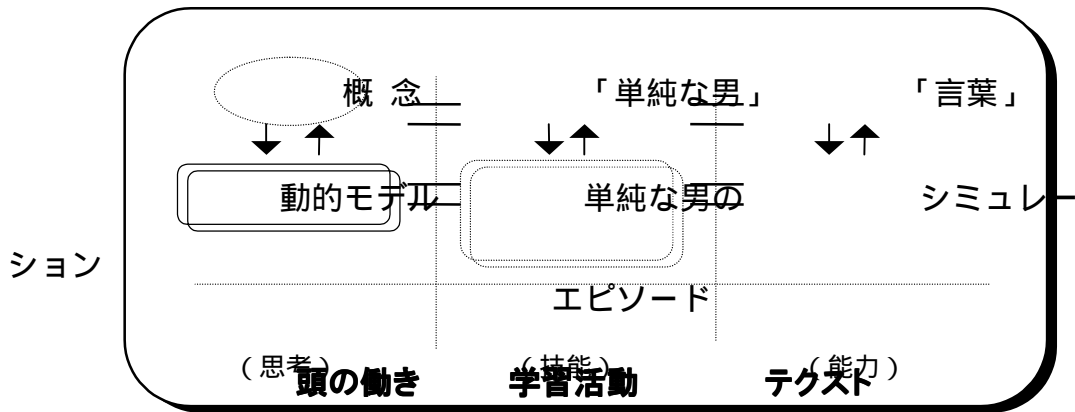 概念 「単純な男」 「言葉」
動的モデル 単純な男の シミュレー
ション
エピソード
(思考) (技能) (能力)
頭の働き 学習活動 テクスト